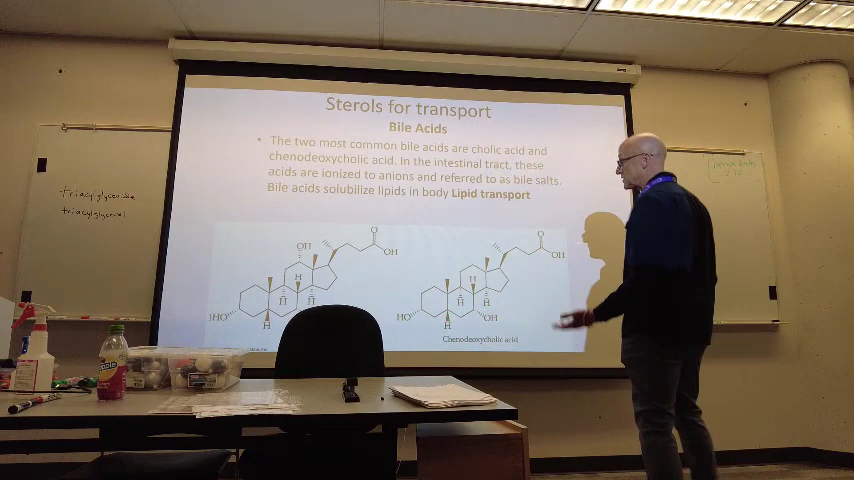 Sterols for transport
Bile Acids
• The two most common bile acids are cholic acid and
chenodeoxycholic acid. In the intestinal tract, these
acids are ionized to anions and referred to as bile salts.
Bile acids solubilize lipids in body Lipid transport
triacylglyceride
triacylglycerol
OH
O
OH
H
H
H
H
HO
O
OH
H
H
H
H
HO
OH
Chenodeoxycholic acid